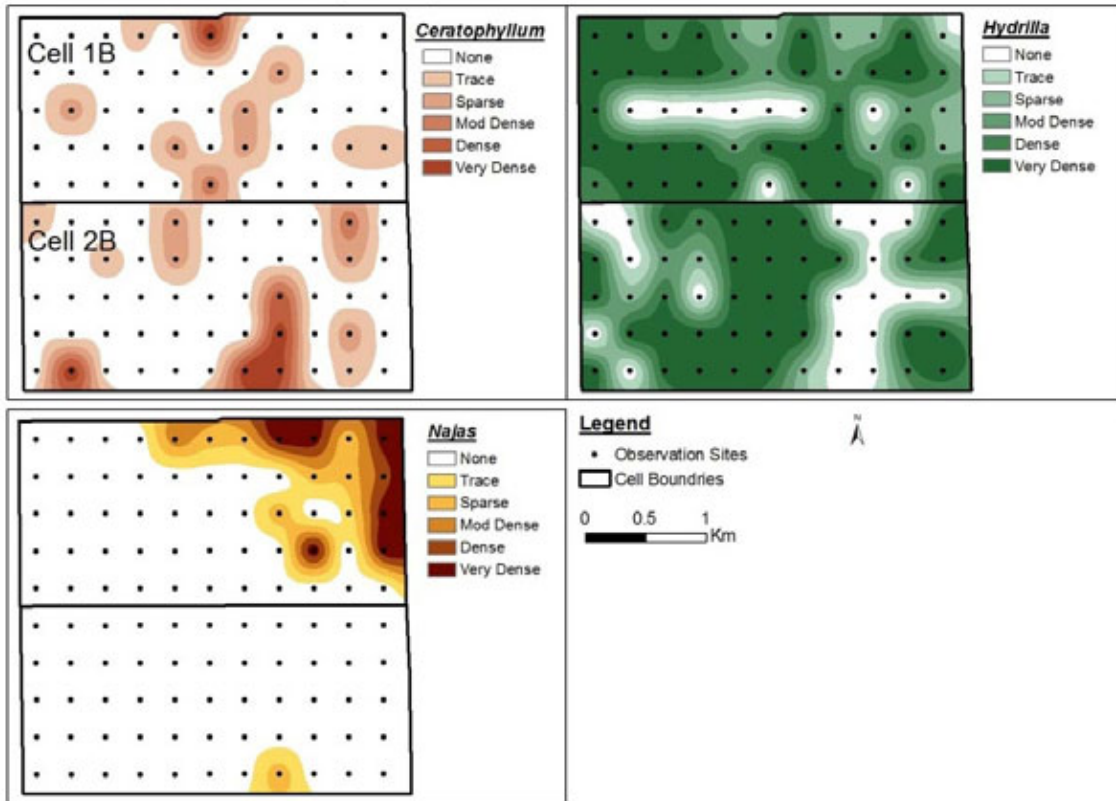 Cell 1B
Cell 2B
Ceratophyllum
None
Trace
Sparse
Mod Dense
Dense
Very Dense
Hydrilla
None
Trace
Sparse
Mod Dense
Dense
Very Dense
Najas
None
Trace
Sparse
Mod Dense
Dense
Very Dense
Legend
N
Observation Sites
Cell Boundries
0 0.5 1
Km